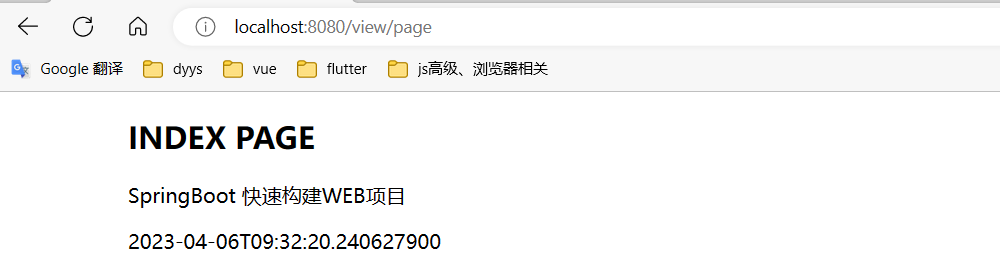 localhost:8080/view/page
Google 翻译 dyys vue flutter js高级、浏览器相关
INDEX PAGE
SpringBoot 快速构建WEB项目
2023-04-06T09:32:20.240627900